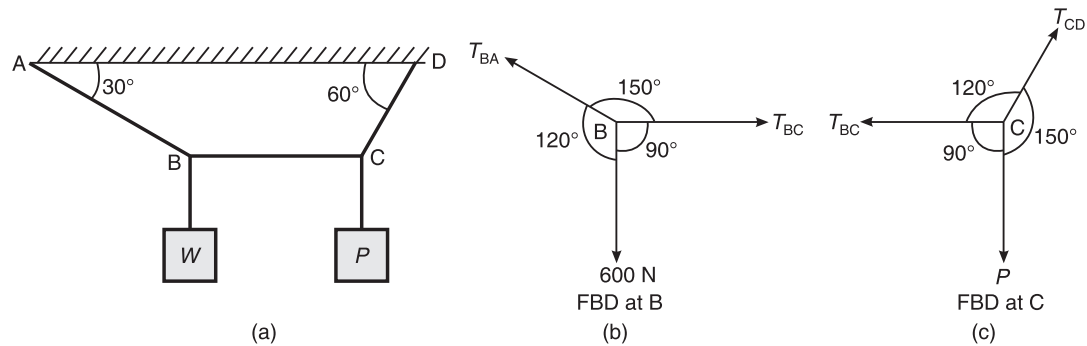 A
D
30°
60°
B
C
W
P
(a)
T_BA
150°
B
T_BC
120°
90°
600 N
FBD at B
(b)
T_CD
120°
T_BC
C
150°
90°
P
FBD at C
(c)